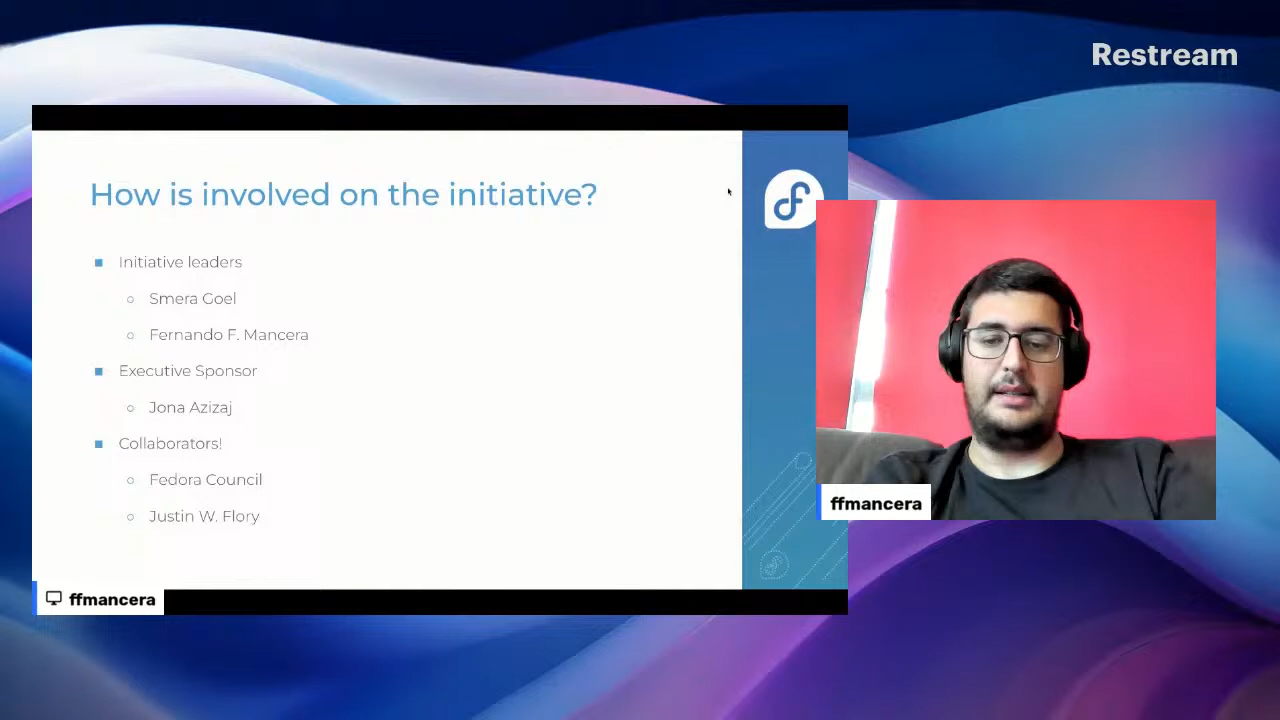 Restream
How is involved on the initiative?
Initiative leaders
Smera Goel
Fernando F. Mancera
Executive Sponsor
Jona Azizaj
Collaborators!
Fedora Council
Justin W. Flory
ffmancera
ffmancera